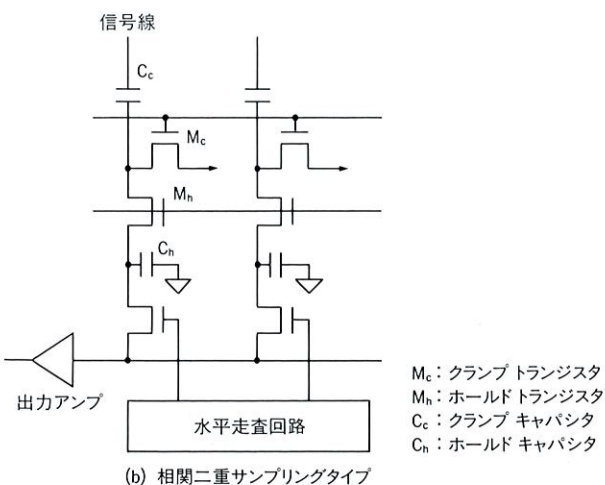 信号線
Cc
Mc
Mh
Ch
出力アンプ
水平走査回路
Mc：クランプ トランジスタ
Mh：ホールド トランジスタ
Cc：クランプ キャパシタ
Ch：ホールド キャパシタ
(b) 相関二重サンプリングタイプ